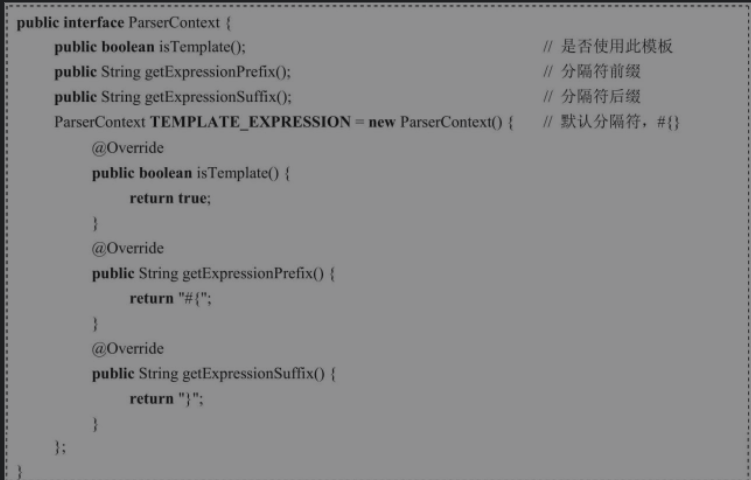 public interface ParserContext {
public boolean isTemplate(); // 是否使用此模板
public String getExpressionPrefix(); // 分隔符前缀
public String getExpressionSuffix(); // 分隔符后缀
ParserContext TEMPLATE_EXPRESSION = new ParserContext() { // 默认分隔符，#{}
@Override
public boolean isTemplate() {
return true;
}
@Override
public String getExpressionPrefix() {
return "#{";
}
@Override
public String getExpressionSuffix() {
return "}";
}
};
}